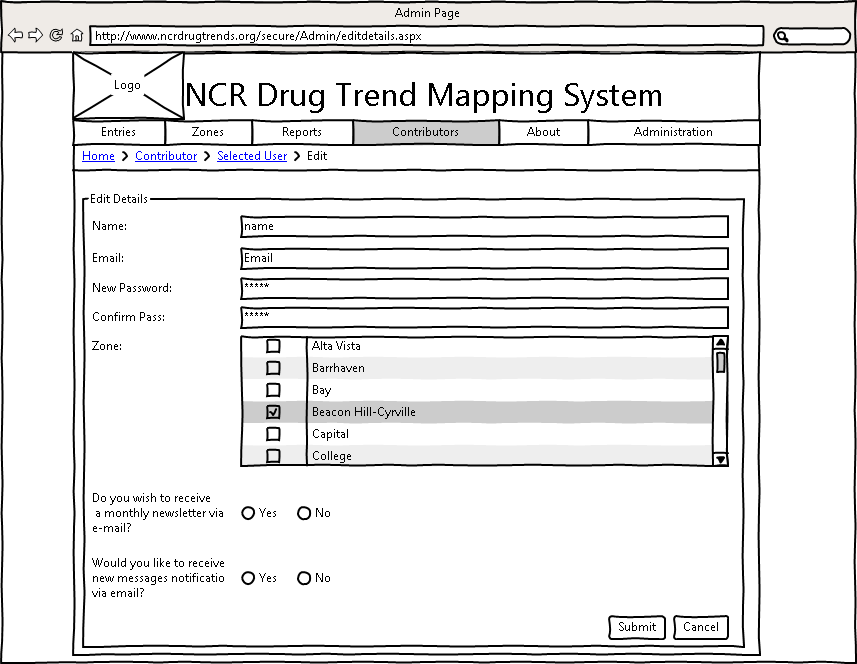 Admin Page
http://www.ncrdrugtrends.org/secure/Admin/editdetails.aspx
Logo
NCR Drug Trend Mapping System
Entries Zones Reports Contributors About Administration
Home > Contributor > Selected User > Edit
Edit Details
Name: name
Email: Email
New Password: *****
Confirm Pass: *****
Zone: Alta Vista
Barrhaven
Bay
Beacon Hill-Cyrville
Capital
College
Do you wish to receive
a monthly newsletter via
e-mail?
Yes No
Would you like to receive
new messages notificatio
via email?
Yes No
Submit Cancel